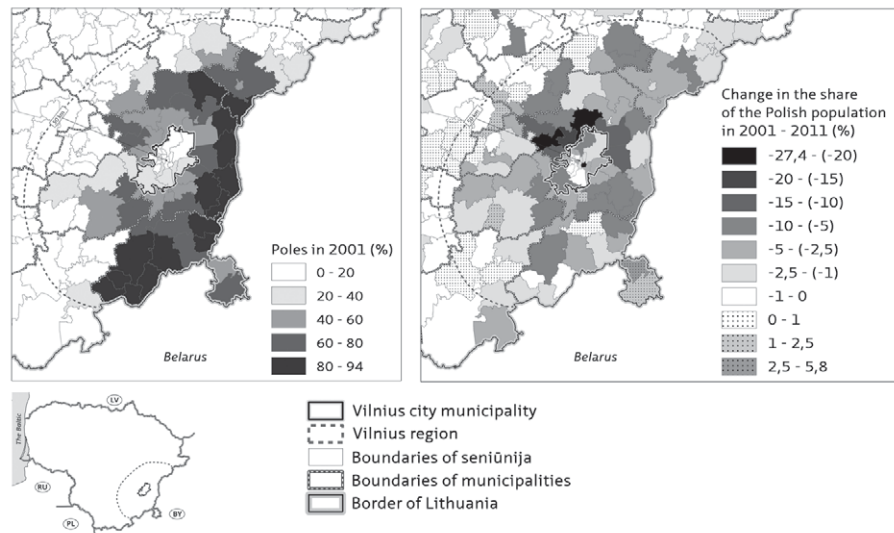 Poles in 2001 (%)
0 - 20
20 - 40
40 - 60
60 - 80
80 - 94
Belarus
Change in the share
of the Polish population
in 2001 - 2011 (%)
-27,4 - (-20)
-20 - (-15)
-15 - (-10)
-10 - (-5)
-5 - (-2,5)
-2,5 - (-1)
-1 - 0
0 - 1
1 - 2,5
2,5 - 5,8
Belarus
The Baltic
LV
RU
PL
BY
Vilnius city municipality
Vilnius region
Boundaries of seniūnija
Boundaries of municipalities
Border of Lithuania